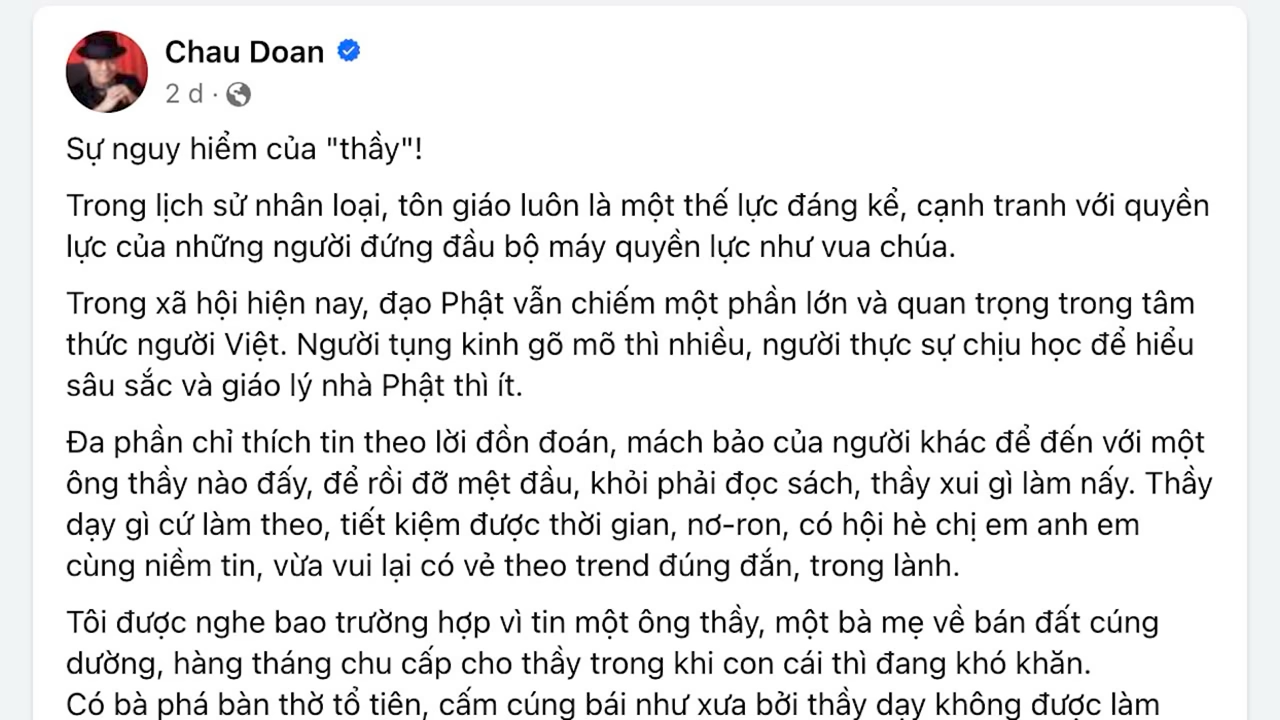 Chau Doan
2 d ·
Sự nguy hiểm của "thầy"!
Trong lịch sử nhân loại, tôn giáo luôn là một thế lực đáng kể, cạnh tranh với quyền
lực của những người đứng đầu bộ máy quyền lực như vua chúa.
Trong xã hội hiện nay, đạo Phật vẫn chiếm một phần lớn và quan trọng trong tâm
thức người Việt. Người tụng kinh gõ mõ thì nhiều, người thực sự chịu học để hiểu
sâu sắc và giáo lý nhà Phật thì ít.
Đa phần chỉ thích tin theo lời đồn đoán, mách bảo của người khác để đến với một
ông thầy nào đấy, để rồi đỡ mệt đầu, khỏi phải đọc sách, thầy xui gì làm nấy. Thầy
dạy gì cứ làm theo, tiết kiệm được thời gian, nơ-ron, có hội hè chị em anh em
cùng niềm tin, vừa vui lại có vẻ theo trend đúng đắn, trong lành.
Tôi được nghe bao trường hợp vì tin một ông thầy, một bà mẹ về bán đất cúng
dường, hàng tháng chu cấp cho thầy trong khi con cái thì đang khó khăn.
Có bà phá bàn thờ tổ tiên, cấm cúng bái như xưa bởi thầy dạy không được làm